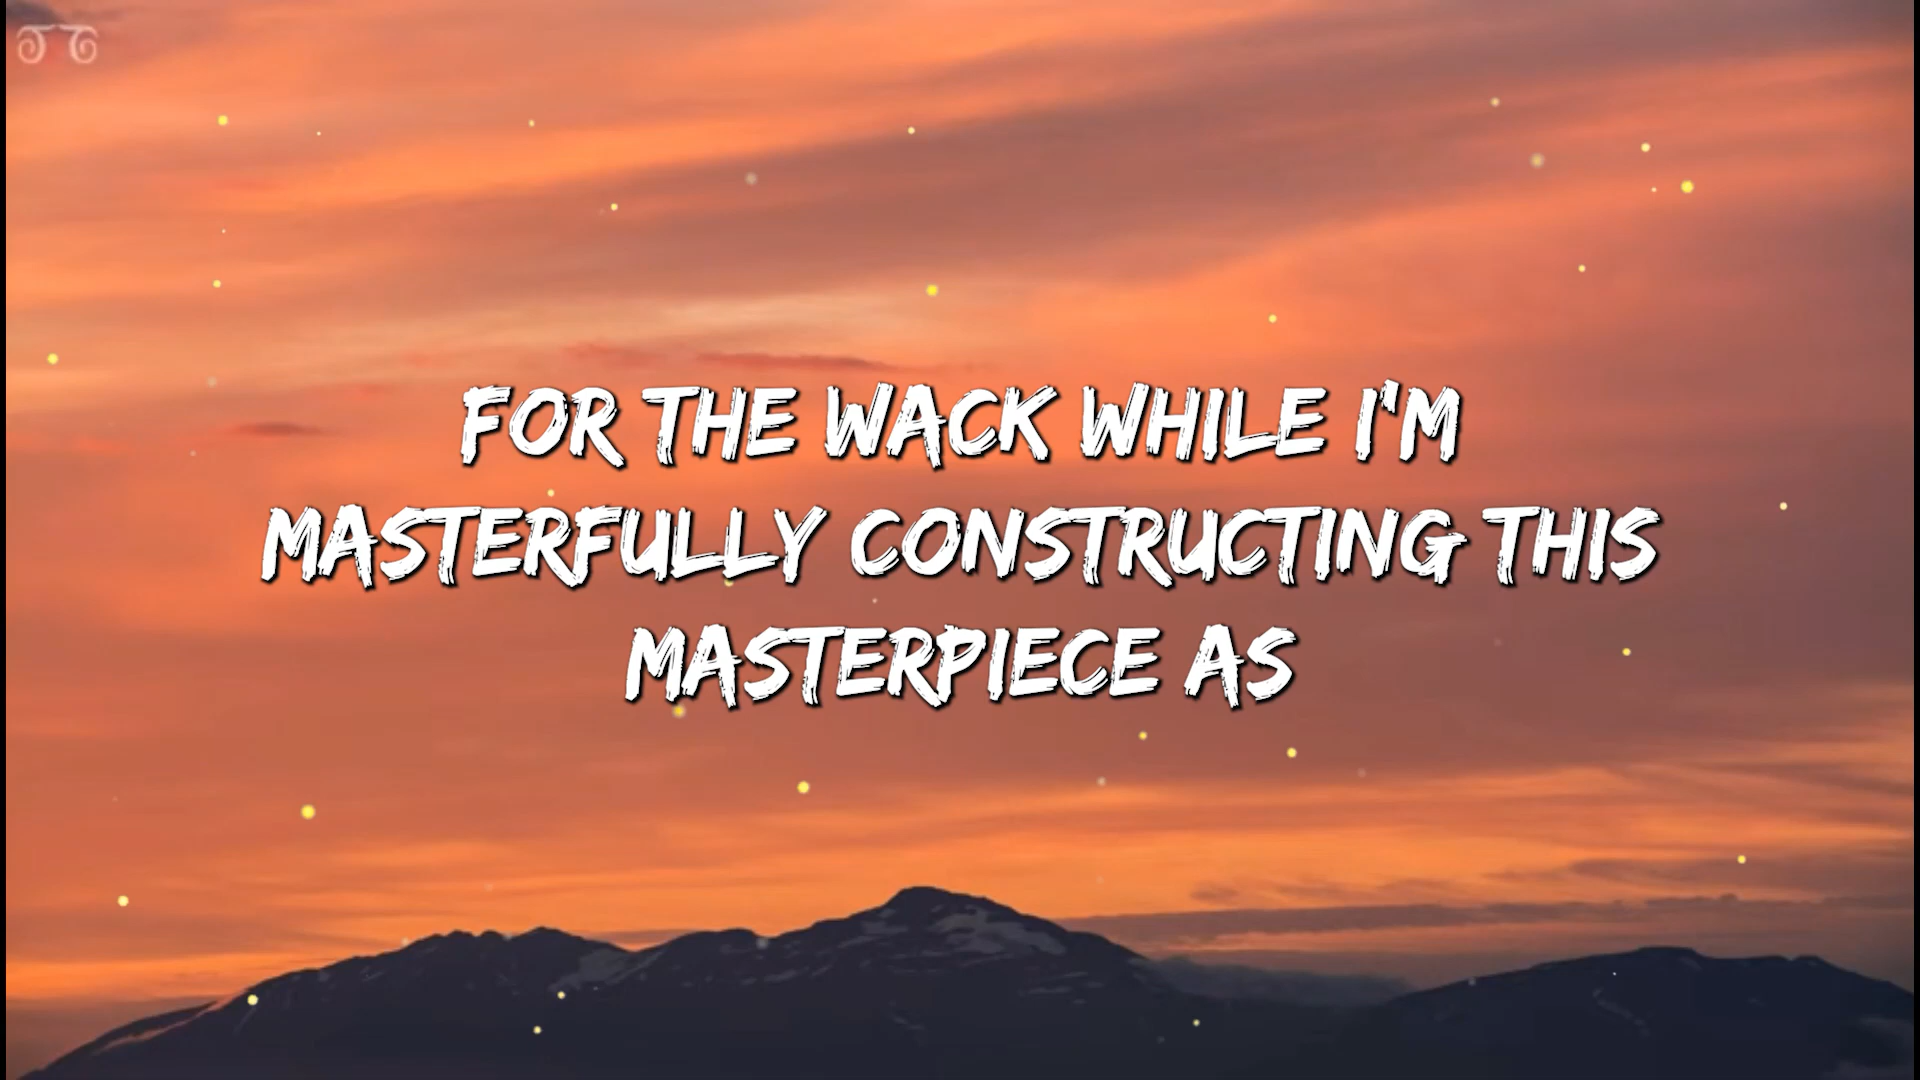 FOR THE WACK WHILE I'M
MASTERFULLY CONSTRUCTING THIS
MASTERPIECE AS